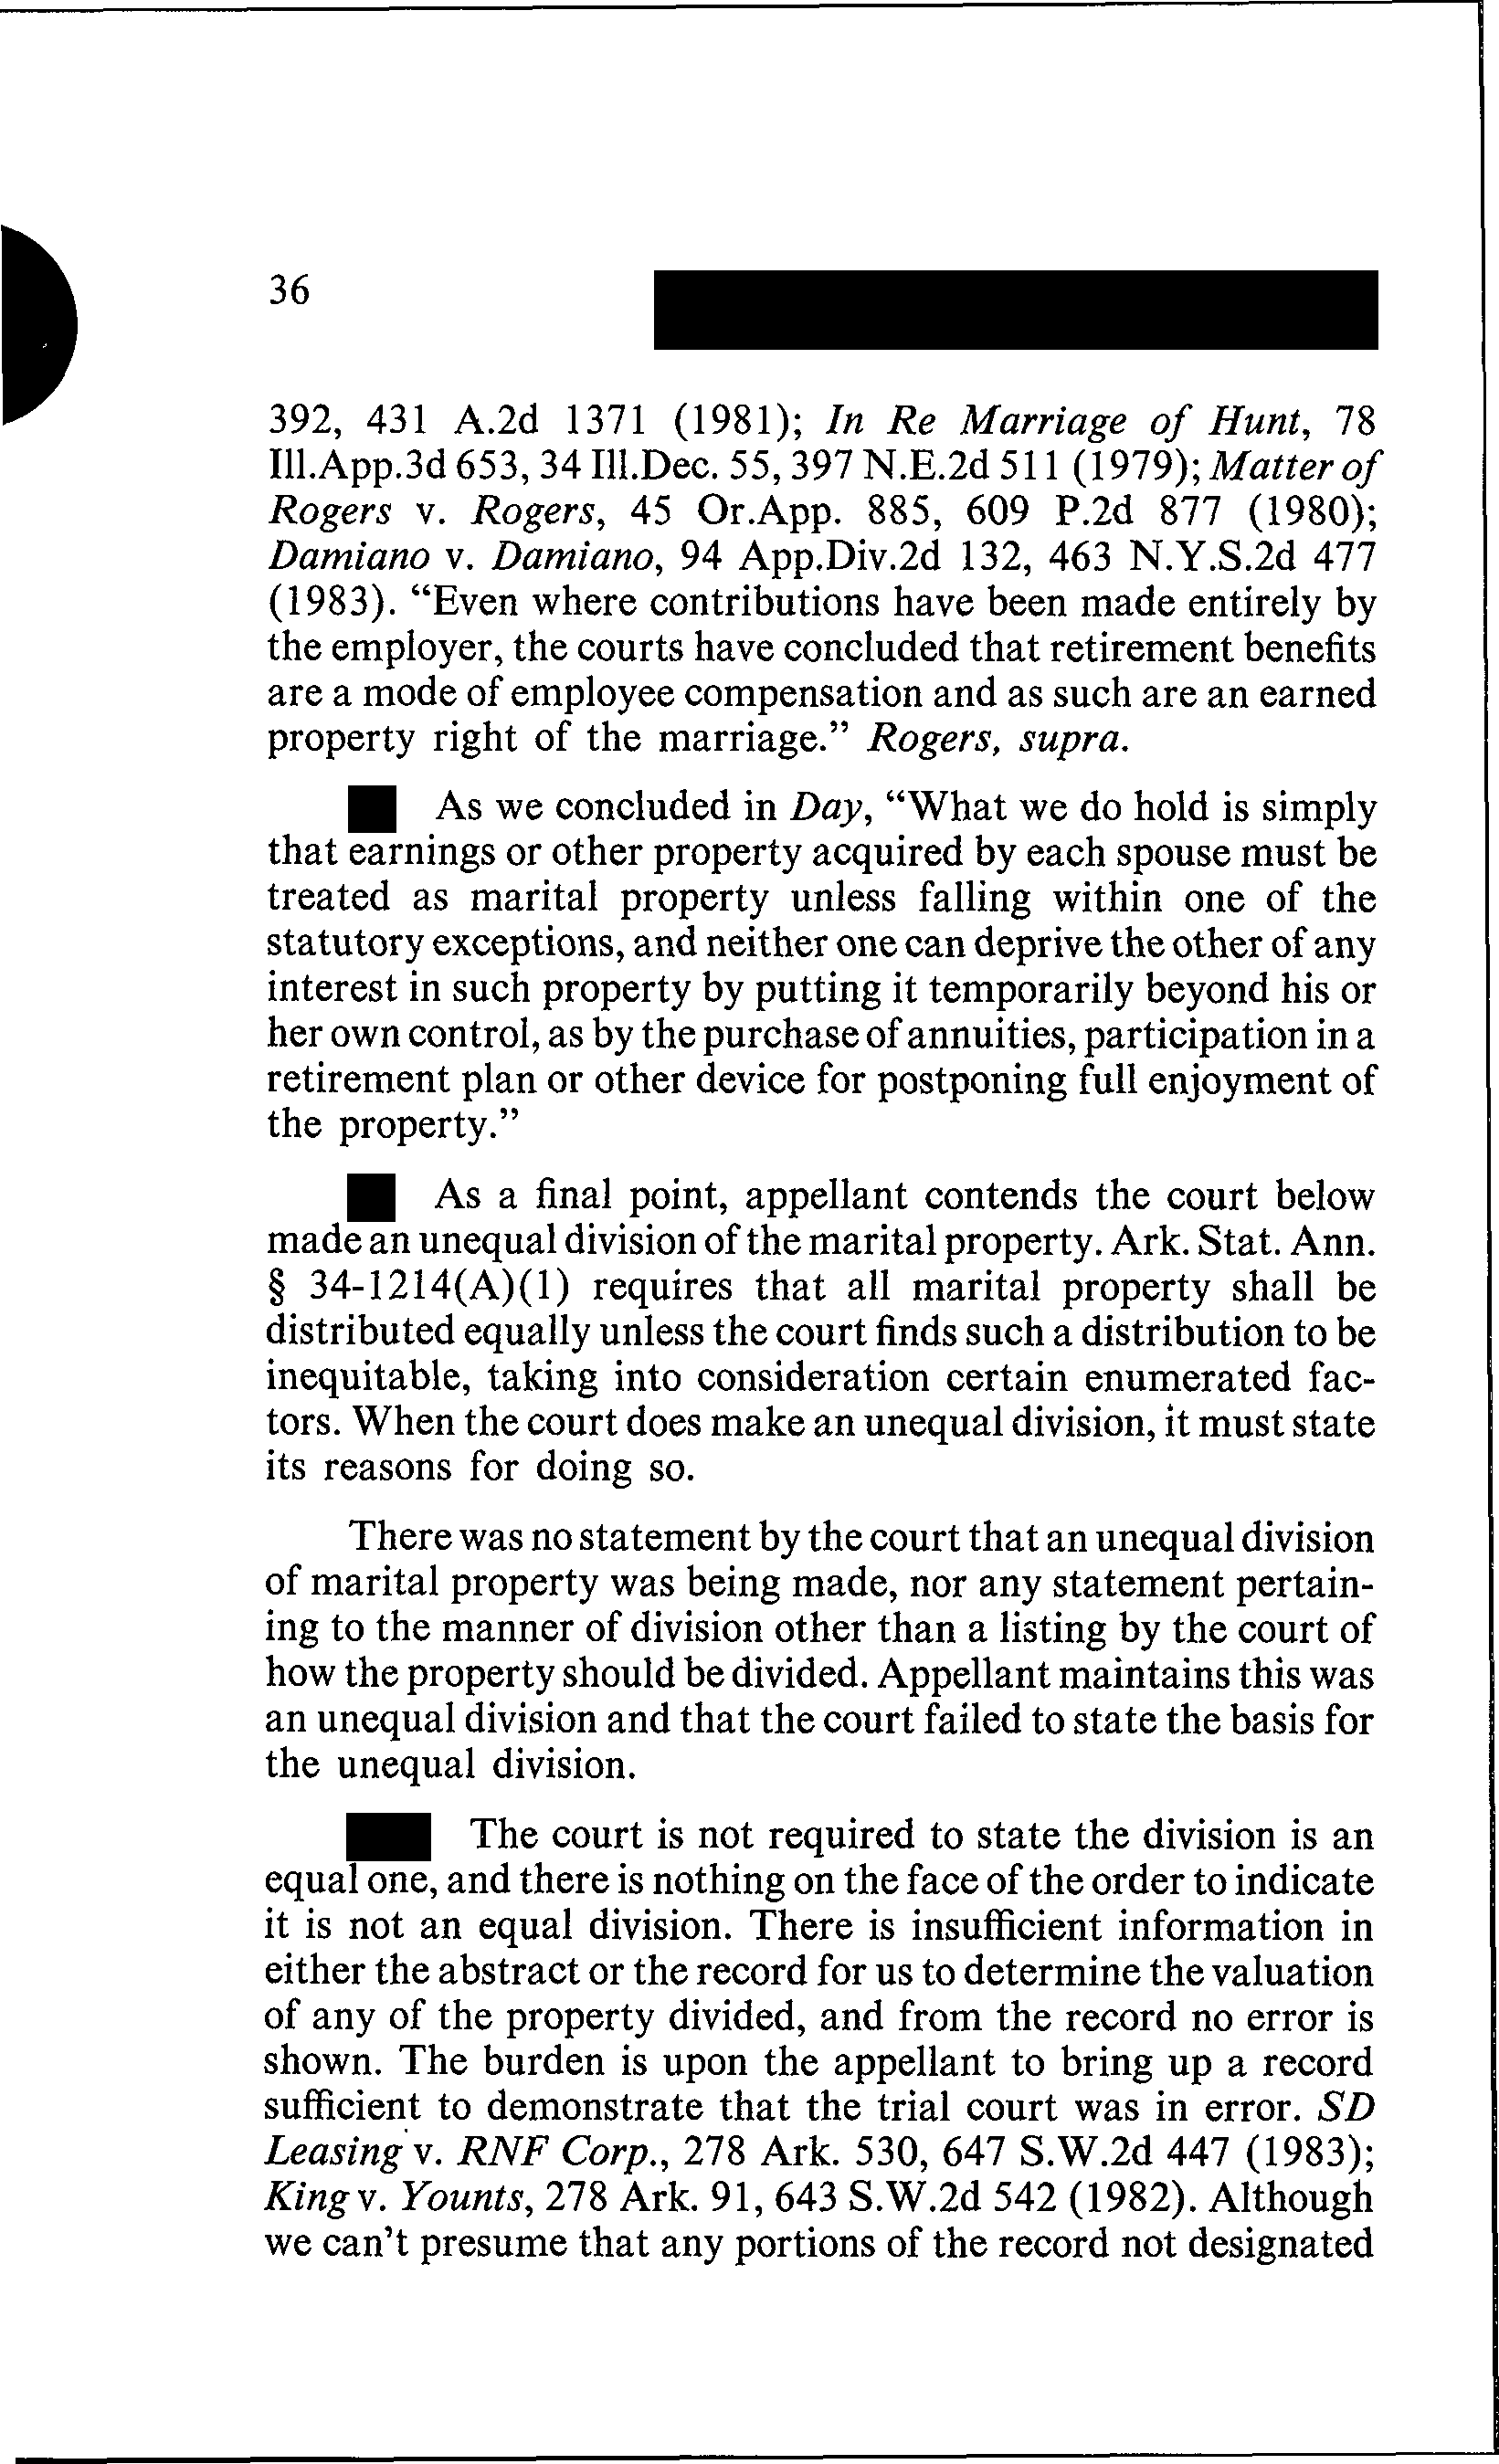 36
392, 431 A.2d 1371 (1981); In Re Marriage of Hunt, 78
Ill.App.3d 653, 34 Ill.Dec. 55, 397 N.E.2d 511 (1979); Matter of
Rogers v. Rogers, 45 Or.App. 885, 609 P.2d 877 (1980);
Damiano v. Damiano, 94 App.Div.2d 132, 463 N.Y.S.2d 477
(1983). “Even where contributions have been made entirely by
the employer, the courts have concluded that retirement benefits
are a mode of employee compensation and as such are an earned
property right of the marriage.” Rogers, supra.
As we concluded in Day, “What we do hold is simply
that earnings or other property acquired by each spouse must be
treated as marital property unless falling within one of the
statutory exceptions, and neither one can deprive the other of any
interest in such property by putting it temporarily beyond his or
her own control, as by the purchase of annuities, participation in a
retirement plan or other device for postponing full enjoyment of
the property.”
As a final point, appellant contends the court below
made an unequal division of the marital property. Ark. Stat. Ann.
§ 34-1214(A)(1) requires that all marital property shall be
distributed equally unless the court finds such a distribution to be
inequitable, taking into consideration certain enumerated fac-
tors. When the court does make an unequal division, it must state
its reasons for doing so.
There was no statement by the court that an unequal division
of marital property was being made, nor any statement pertain-
ing to the manner of division other than a listing by the court of
how the property should be divided. Appellant maintains this was
an unequal division and that the court failed to state the basis for
the unequal division.
The court is not required to state the division is an
equal one, and there is nothing on the face of the order to indicate
it is not an equal division. There is insufficient information in
either the abstract or the record for us to determine the valuation
of any of the property divided, and from the record no error is
shown. The burden is upon the appellant to bring up a record
sufficient to demonstrate that the trial court was in error. SD
Leasing v. RNF Corp., 278 Ark. 530, 647 S.W.2d 447 (1983);
King v. Younts, 278 Ark. 91, 643 S.W.2d 542 (1982). Although
we can’t presume that any portions of the record not designated